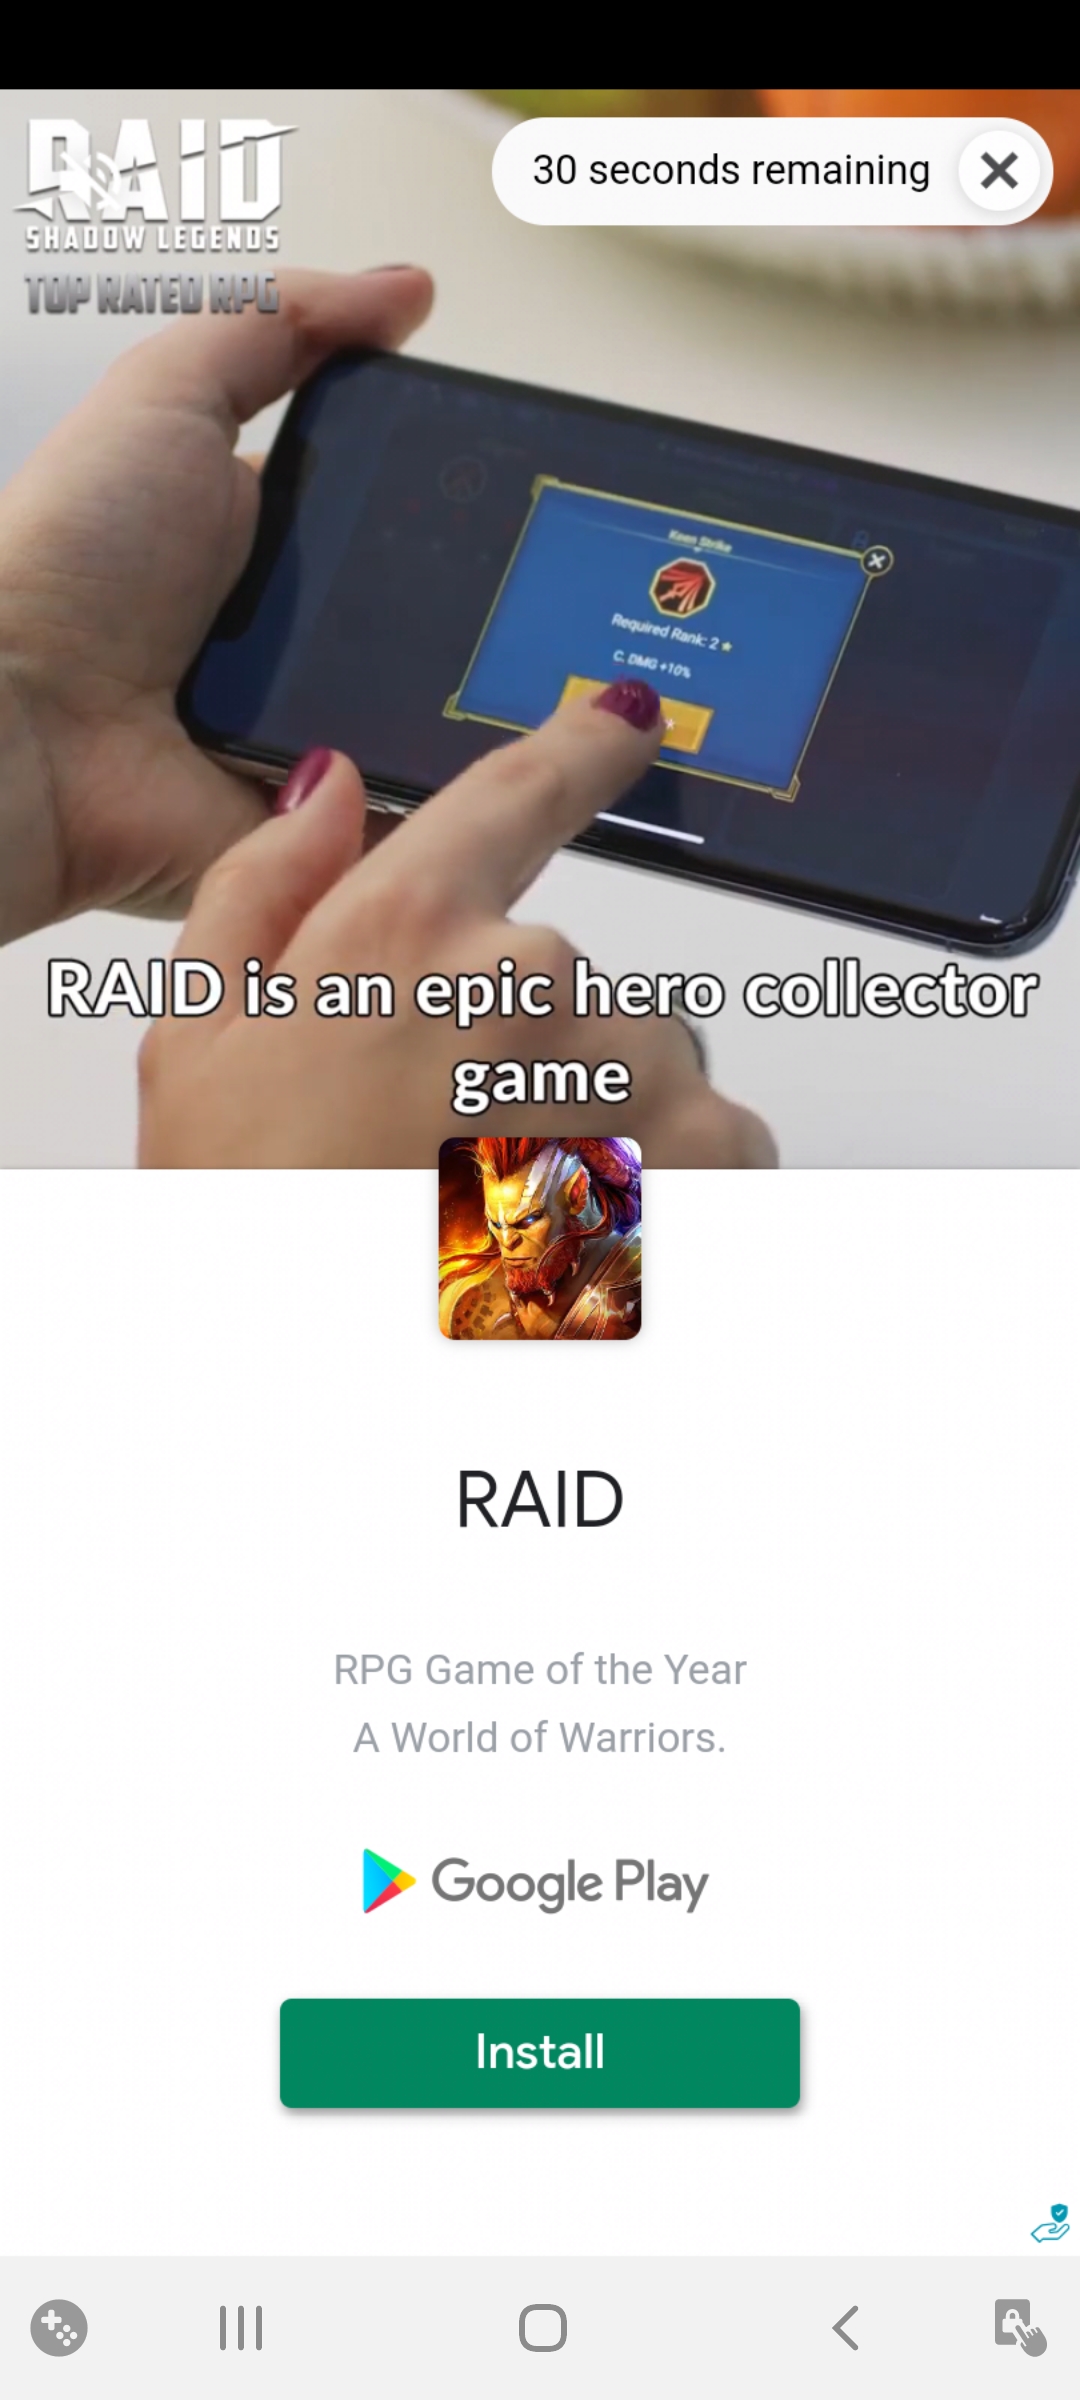 RAID
SHADOW LEGENDS
TOP RATED RPG
30 seconds remaining
Keen Strike
Required Rank: 2
C. DMG +10%
RAID is an epic hero collector
game
RAID
RPG Game of the Year
A World of Warriors.
Google Play
Install